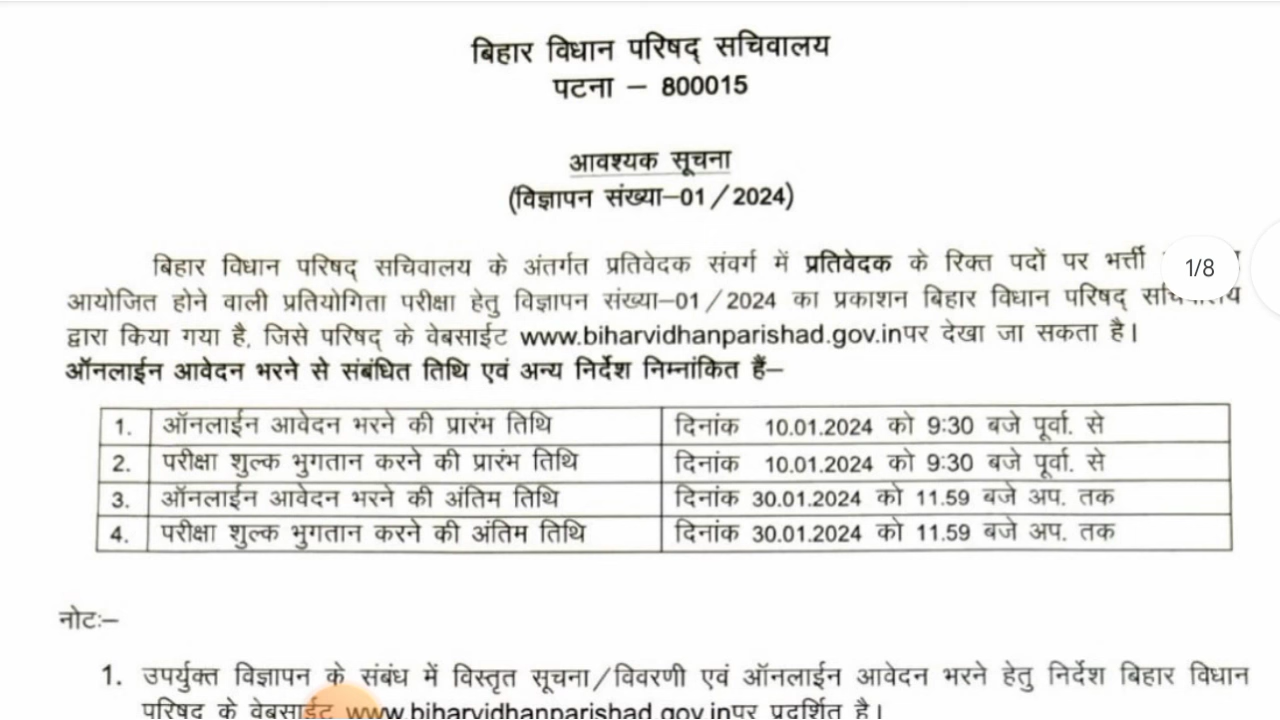 बिहार विधान परिषद् सचिवालय
पटना – 800015
आवश्यक सूचना
(विज्ञापन संख्या–01/2024)
बिहार विधान परिषद् सचिवालय के अंतर्गत प्रतिवेदक संवर्ग में प्रतिवेदक के रिक्त पदों पर भर्त्ती
1/8
आयोजित होने वाली प्रतियोगिता परीक्षा हेतु विज्ञापन संख्या–01/2024 का प्रकाशन बिहार विधान परिषद्
द्वारा किया गया है, जिसे परिषद् के वेबसाईट www.biharvidhanparishad.gov.inपर देखा जा सकता है।
ऑनलाईन आवेदन भरने से संबंधित तिथि एवं अन्य निर्देश निम्नांकित हैं–
1. ऑनलाईन आवेदन भरने की प्रारंभ तिथि दिनांक 10.01.2024 को 9:30 बजे पूर्वा. से
2. परीक्षा शुल्क भुगतान करने की प्रारंभ तिथि दिनांक 10.01.2024 को 9:30 बजे पूर्वा. से
3. ऑनलाईन आवेदन भरने की अंतिम तिथि दिनांक 30.01.2024 को 11.59 बजे अप. तक
4. परीक्षा शुल्क भुगतान करने की अंतिम तिथि दिनांक 30.01.2024 को 11.59 बजे अप. तक
नोटः–
1. उपर्युक्त विज्ञापन के संबंध में विस्तृत सूचना/विवरणी एवं ऑनलाईन आवेदन भरने हेतु निर्देश बिहार विधान
परिषद् के वेबसाईट www.biharvidhanparishad.gov.inपर प्रदर्शित है।